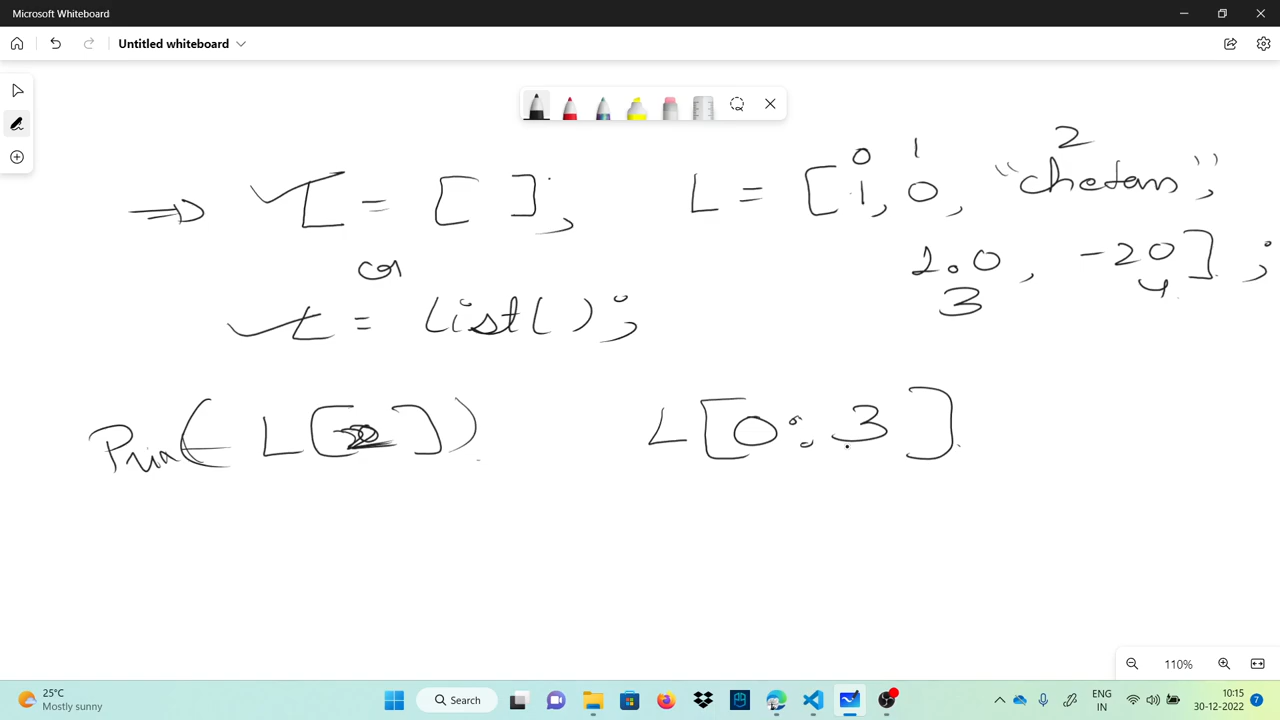 Microsoft Whiteboard
Untitled whiteboard
=> L = [ ];
or
L = list();
L = [1, 0, "chetan",
0 1 2
2.0, -20];
3 4
Print( L[ ])
L[0:3]
110%
25°C
Mostly sunny
Search
ENG
IN
10:15
30-12-2022
7